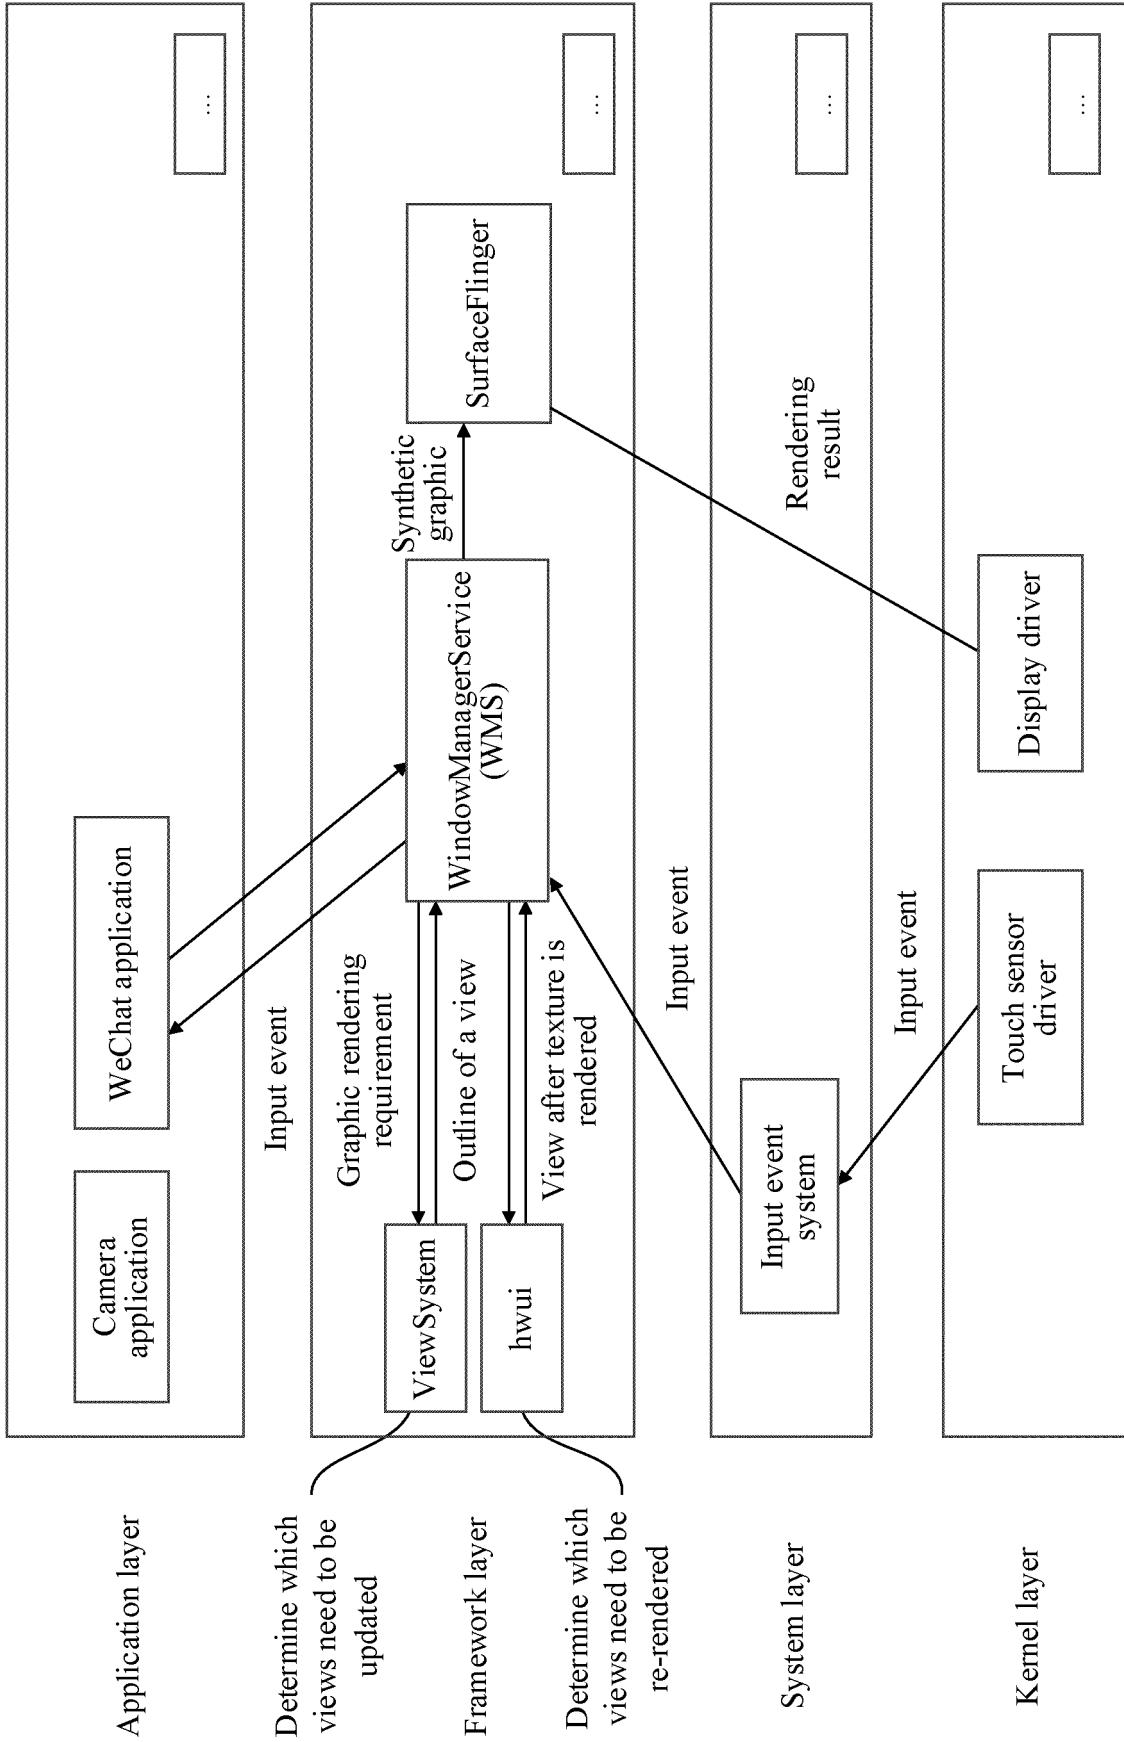 Application layer
Camera
application
WeChat application
…
Input event
Determine which
views need to be
updated
Framework layer
Determine which
views need to be
re-rendered
ViewSystem
hwui
Graphic rendering
requirement
Outline of a view
View after texture is
rendered
WindowManagerService
(WMS)
Synthetic
graphic
SurfaceFlinger
…
Input event
System layer
Input event
system
Rendering
result
…
Input event
Kernel layer
Touch sensor
driver
Display driver
…